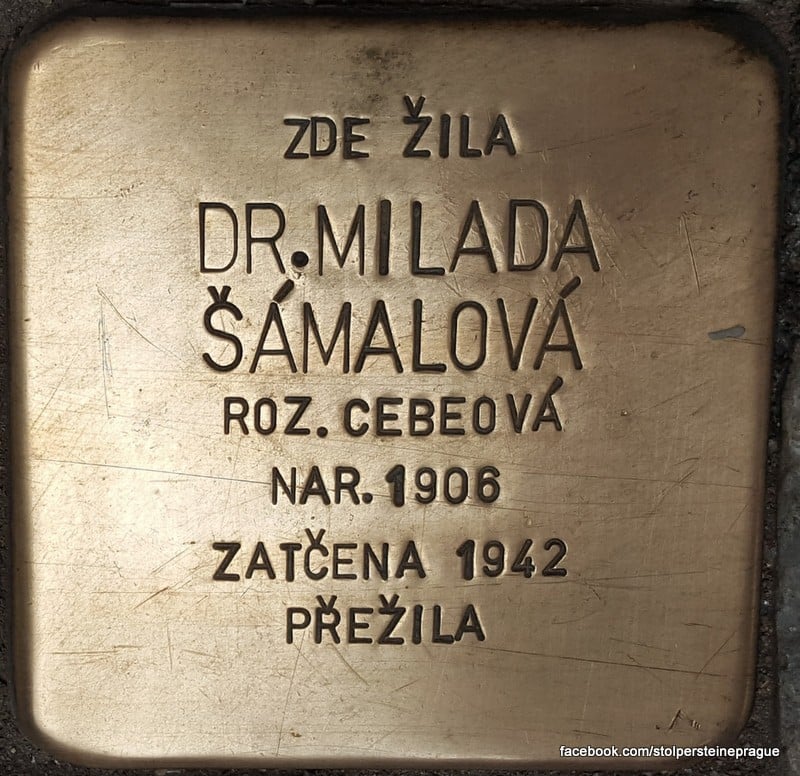 ZDE ŽILA
DR. MILADA
ŠÁMALOVÁ
ROZ. CEBEOVÁ
NAR. 1906
ZATČENA 1942
PŘEŽILA
facebook.com/stolpersteineprague